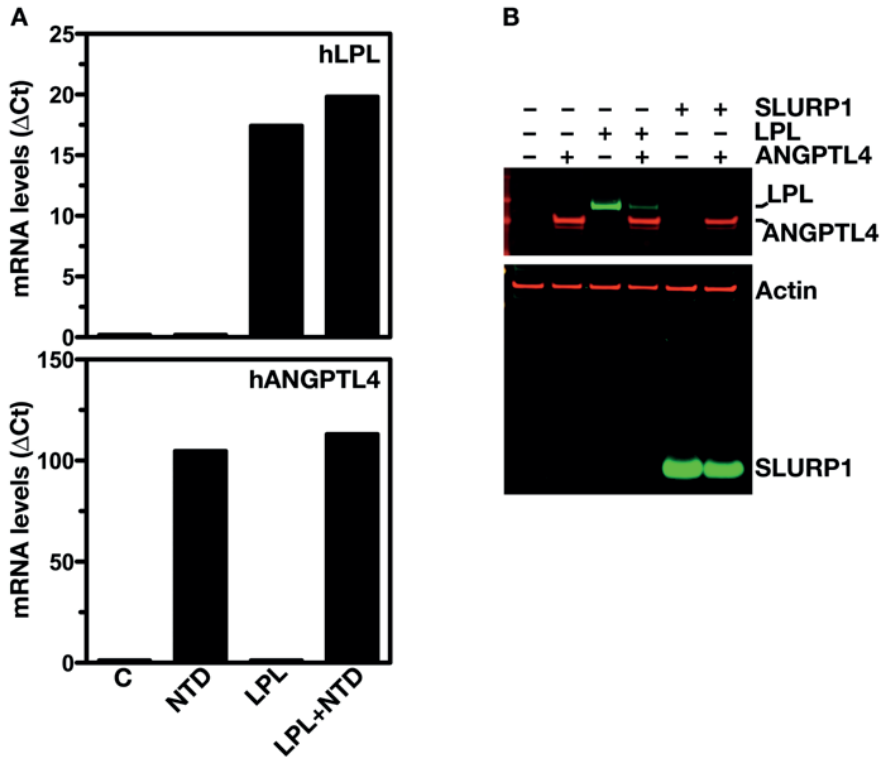 A
mRNA levels (ΔCt)
25
20
15
10
5
0
hLPL
mRNA levels (ΔCt)
150
100
50
0
hANGPTL4
C
NTD
LPL
LPL+NTD
B
– – – – + + SLURP1
– – + + – – LPL
– + – + – + ANGPTL4
LPL
ANGPTL4
Actin
SLURP1